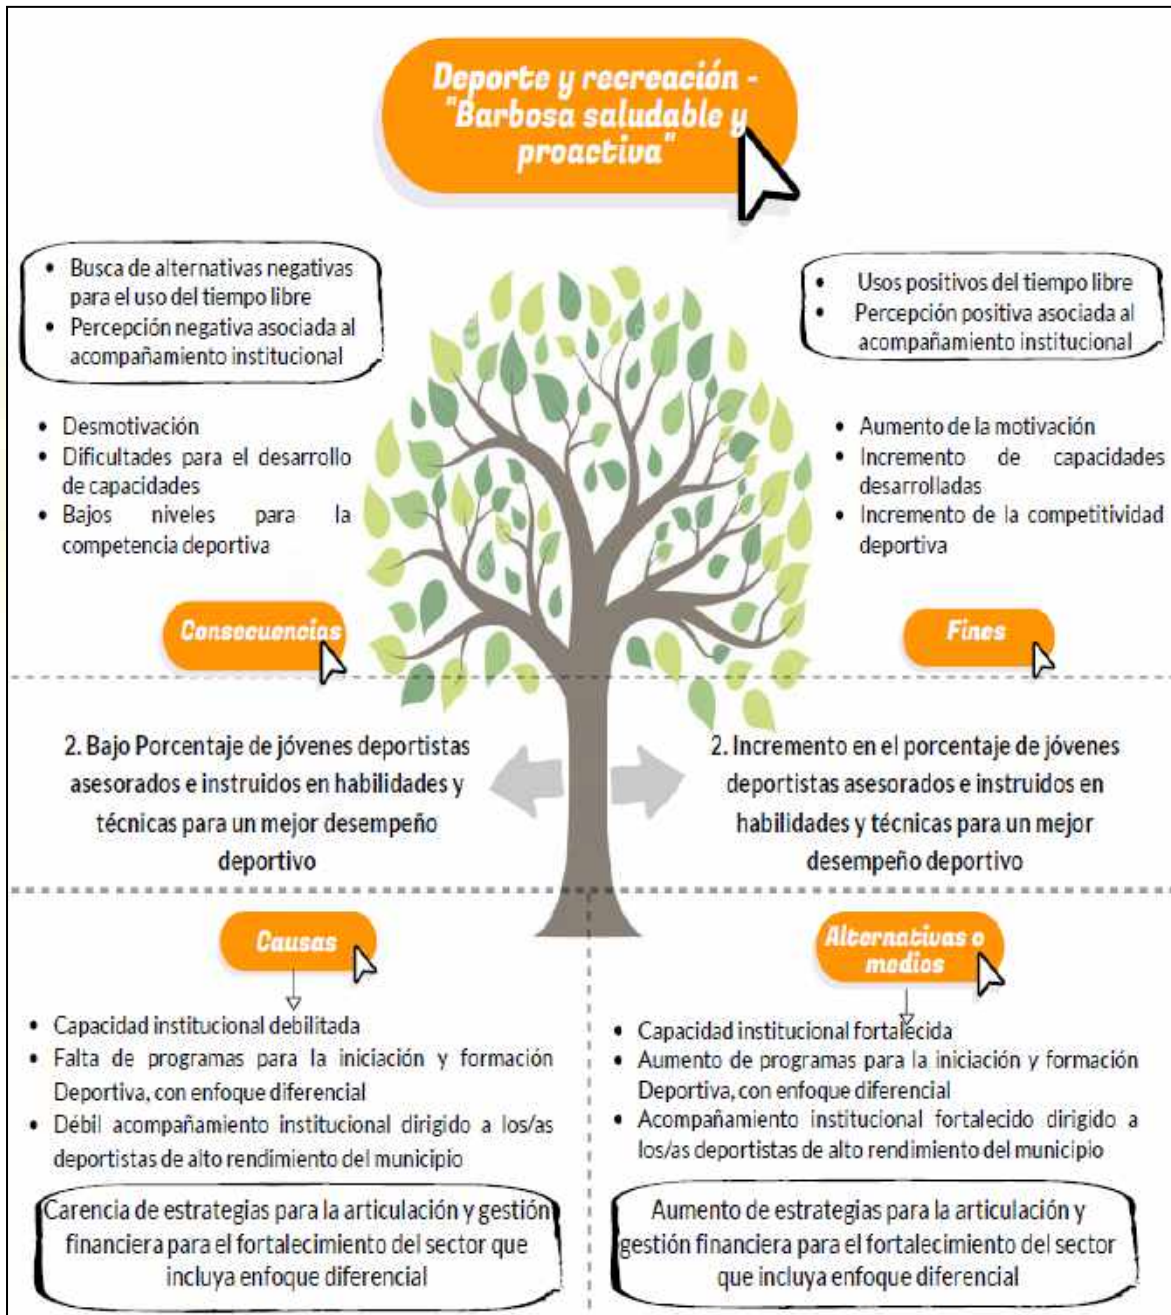 Deporte y recreación -
"Barbosa saludable y
proactiva"
• Busca de alternativas negativas
para el uso del tiempo libre
• Percepción negativa asociada al
acompañamiento institucional
• Usos positivos del tiempo libre
• Percepción positiva asociada al
acompañamiento institucional
• Desmotivación
• Dificultades para el desarrollo
de capacidades
• Bajos niveles para la
competencia deportiva
• Aumento de la motivación
• Incremento de capacidades
desarrolladas
• Incremento de la competitividad
deportiva
Consecuencias
Fines
2. Bajo Porcentaje de jóvenes deportistas
asesorados e instruidos en habilidades y
técnicas para un mejor desempeño
deportivo
2. Incremento en el porcentaje de jóvenes
deportistas asesorados e instruidos en
habilidades y técnicas para un mejor
desempeño deportivo
Causas
Alternativas o
medios
• Capacidad institucional debilitada
• Falta de programas para la iniciación y formación
Deportiva, con enfoque diferencial
• Débil acompañamiento institucional dirigido a los/as
deportistas de alto rendimiento del municipio
• Capacidad institucional fortalecida
• Aumento de programas para la iniciación y formación
Deportiva, con enfoque diferencial
• Acompañamiento institucional fortalecido dirigido a
los/as deportistas de alto rendimiento del municipio
Carencia de estrategias para la articulación y gestión
financiera para el fortalecimiento del sector que
incluya enfoque diferencial
Aumento de estrategias para la articulación y
gestión financiera para el fortalecimiento del sector
que incluya enfoque diferencial